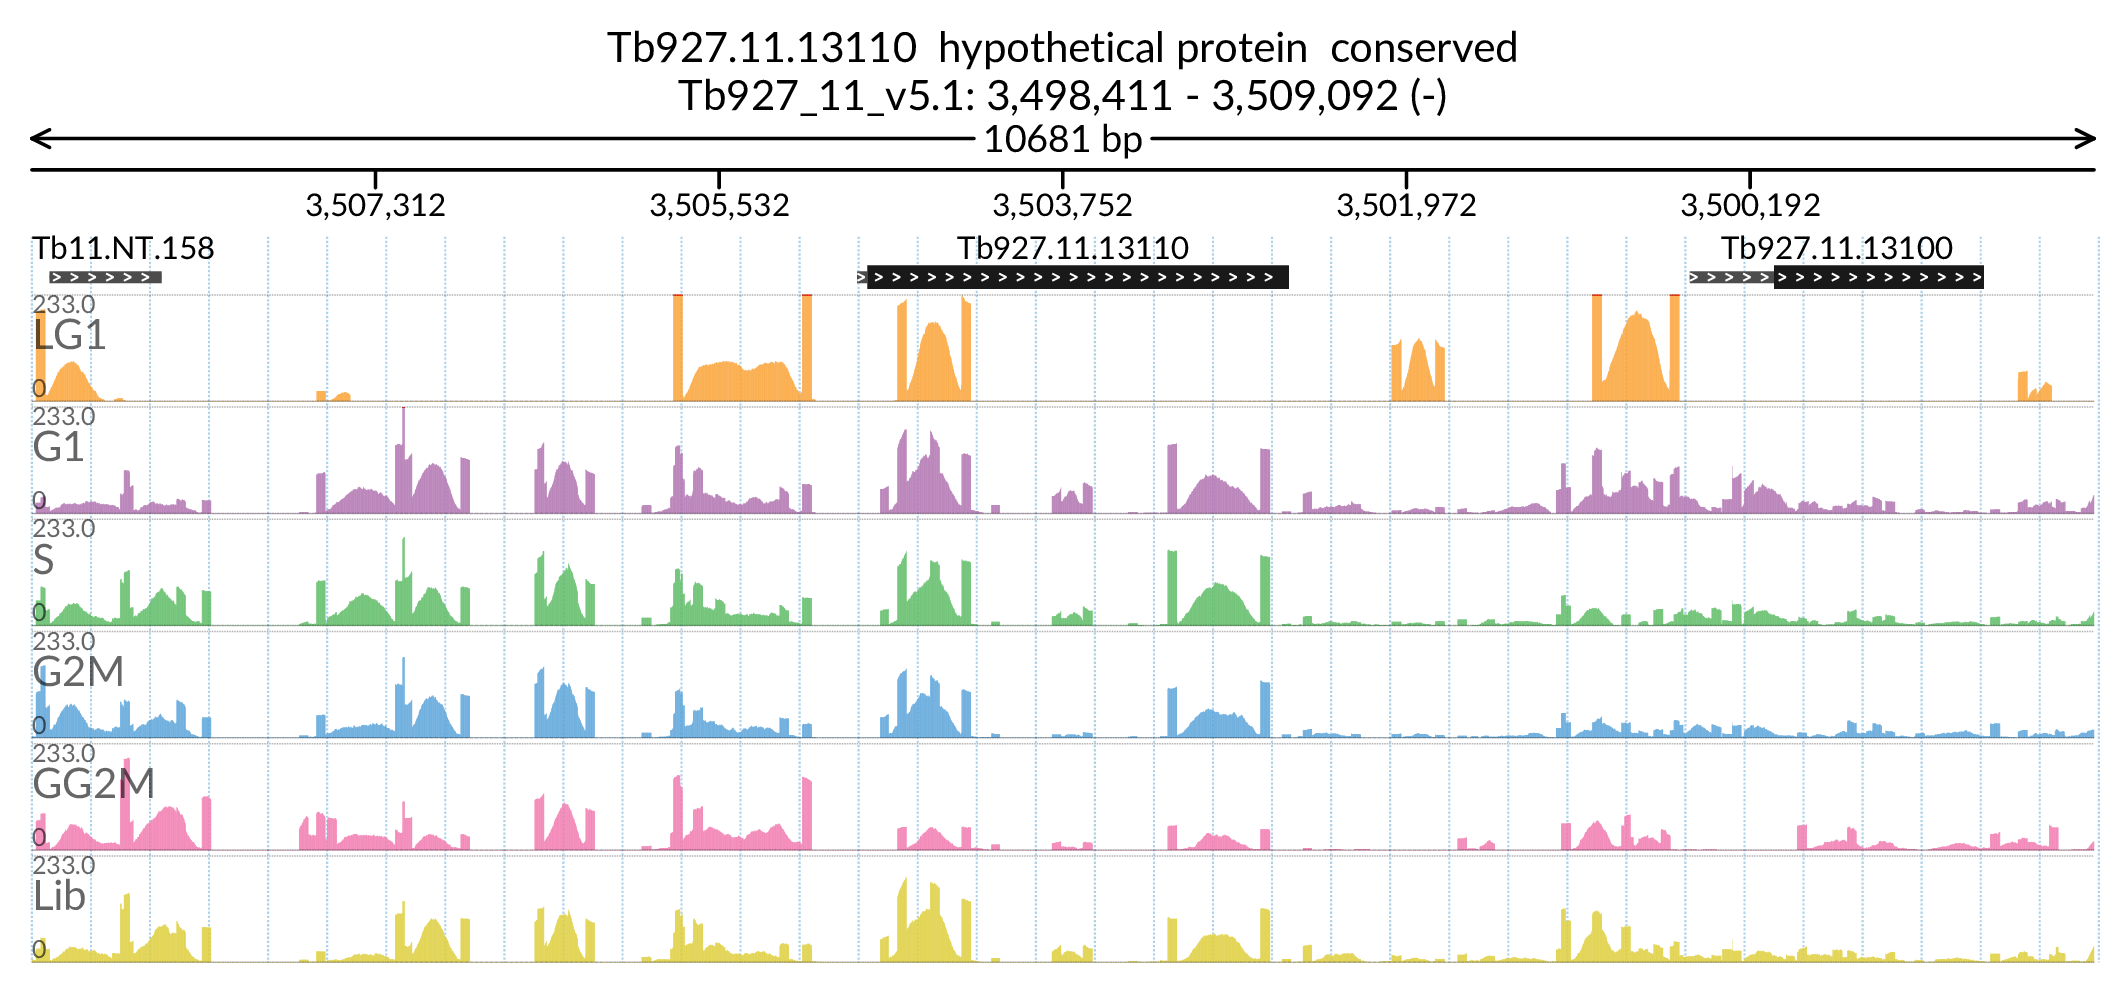 Tb927.11.13110 hypothetical protein conserved
Tb927_11_v5.1: 3,498,411 - 3,509,092 (-)
10681 bp
3,507,312 3,505,532 3,503,752 3,501,972 3,500,192
Tb11.NT.158 Tb927.11.13110 Tb927.11.13100
233.0
LG1
0
233.0
G1
0
233.0
S
0
233.0
G2M
0
233.0
GG2M
0
233.0
Lib
0